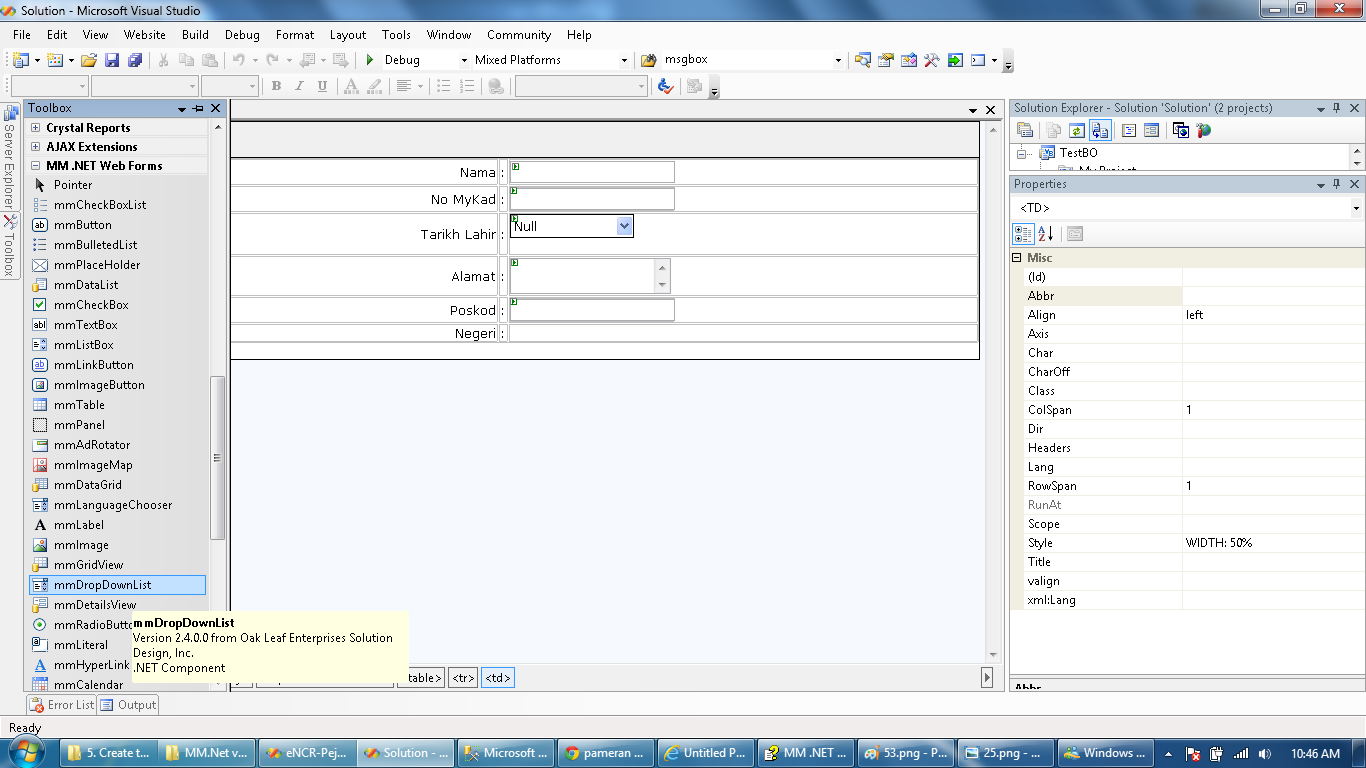 Solution - Microsoft Visual Studio
File Edit View Website Build Debug Format Layout Tools Window Community Help
Debug Mixed Platforms msgbox
B I U A
Toolbox
Server Explorer
Toolbox
Crystal Reports
AJAX Extensions
MM .NET Web Forms
Pointer
mmCheckBoxList
mmButton
mmBulletedList
mmPlaceHolder
mmDataList
mmCheckBox
mmTextBox
mmListBox
mmLinkButton
mmImageButton
mmTable
mmPanel
mmAdRotator
mmImageMap
mmDataGrid
mmLanguageChooser
mmLabel
mmImage
mmGridView
mmDropDownList
mmDetailsView
mmRadioButto
mmLiteral
mmHyperLink
mmCalendar
mmDropDownList
Version 2.4.0.0 from Oak Leaf Enterprises Solution
Design, Inc.
.NET Component
Nama :
No MyKad :
Tarikh Lahir : Null
Alamat :
Poskod :
Negeri :
table> <tr> <td>
Solution Explorer - Solution 'Solution' (2 projects)
TestBO
My Project
Properties
<TD>
Misc
(Id)
Abbr
Align left
Axis
Char
CharOff
Class
ColSpan 1
Dir
Headers
Lang
RowSpan 1
RunAt
Scope
Style WIDTH: 50%
Title
valign
xml:Lang
Abbr
Error List Output
Ready
5. Create t... MM.Net v... eNCR-Pej... Solution - ... Microsoft ... pameran ... Untitled P... MM .NET ... 53.png - P... 25.png - ... Windows ... 10:46 AM